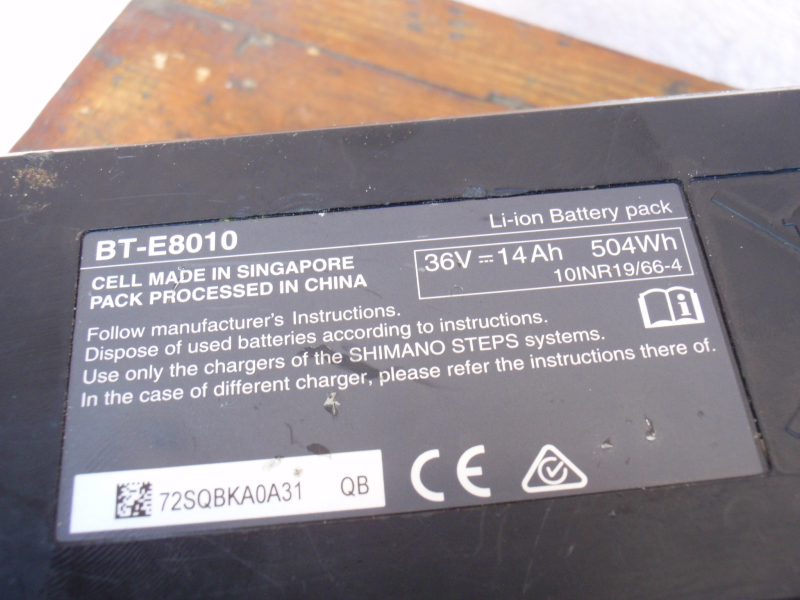 BT-E8010
Li-ion Battery pack
CELL MADE IN SINGAPORE
PACK PROCESSED IN CHINA
36V ⎓ 14Ah 504Wh
10INR19/66-4
Follow manufacturer's Instructions.
Dispose of used batteries according to instructions.
Use only the chargers of the SHIMANO STEPS systems.
In the case of different charger, please refer the instructions there of.
72SQBKA0A31 QB
CE